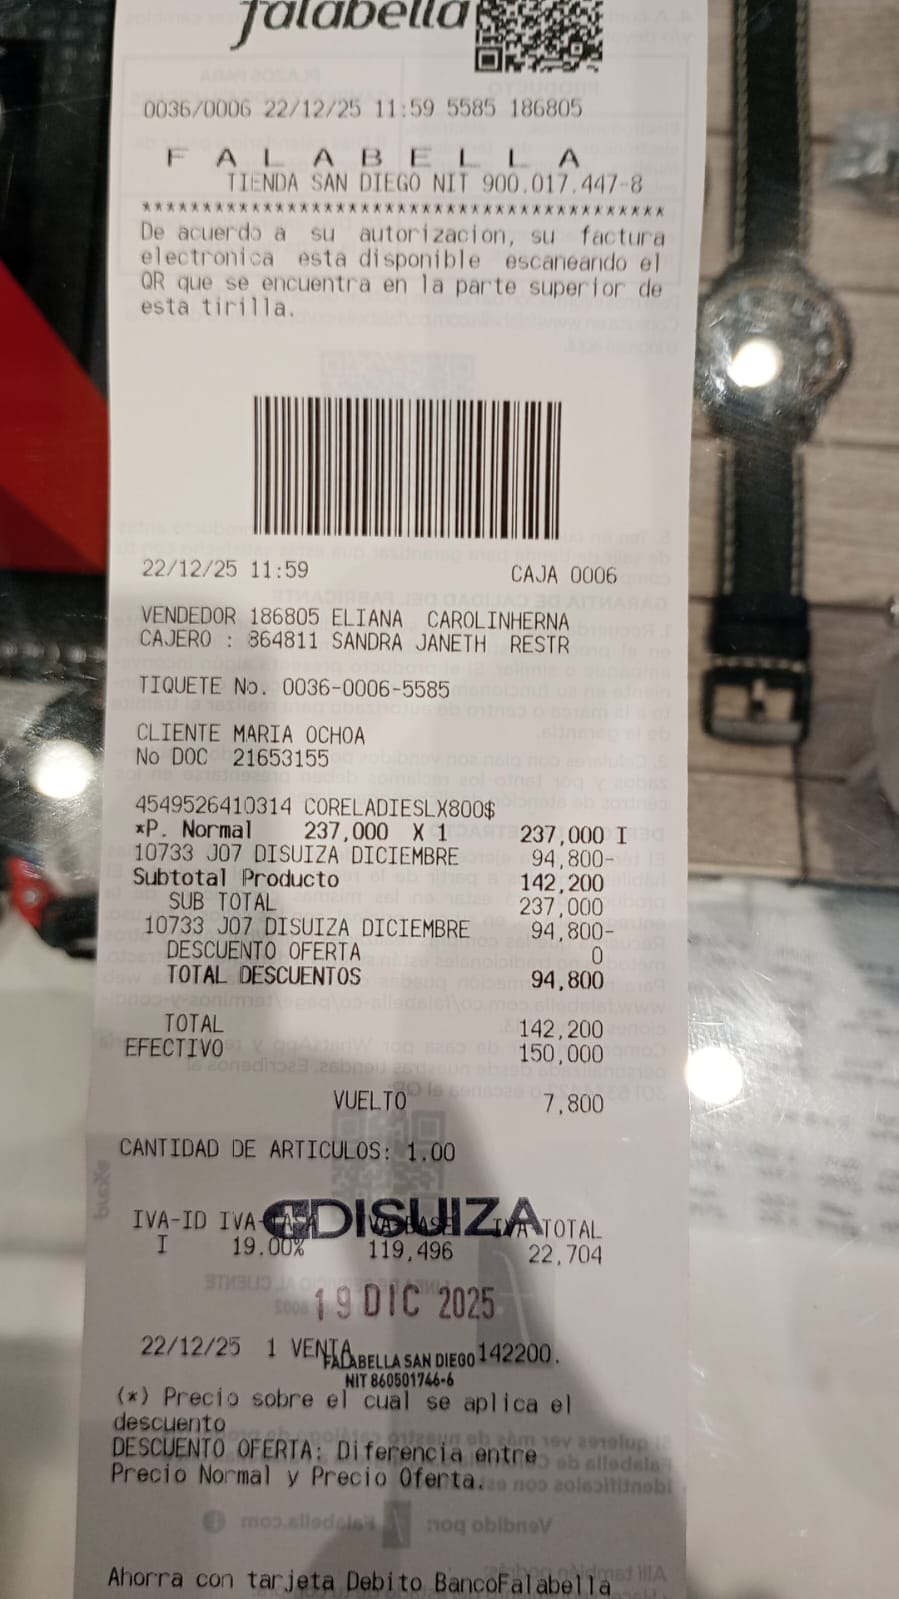 falabella
0036/0006 22/12/25 11:59 5585 186805
F A L A B E L L A
TIENDA SAN DIEGO NIT 900.017.447-8
*******************************************
De acuerdo a su autorizacion, su factura
electronica esta disponible escaneando el
QR que se encuentra en la parte superior de
esta tirilla.
22/12/25 11:59 CAJA 0006
VENDEDOR 186805 ELIANA CAROLINHERNA
CAJERO : 864811 SANDRA JANETH RESTR
TIQUETE No. 0036-0006-5585
CLIENTE MARIA OCHOA
No DOC 21653155
4549526410314 CORELADIESLX800$
*P. Normal 237,000 X 1 237,000 I
10733 J07 DISUIZA DICIEMBRE 94,800-
Subtotal Producto 142,200
SUB TOTAL 237,000
10733 J07 DISUIZA DICIEMBRE 94,800-
DESCUENTO OFERTA 0
TOTAL DESCUENTOS 94,800
TOTAL 142,200
EFECTIVO 150,000
VUELTO 7,800
CANTIDAD DE ARTICULOS: 1.00
DISUIZA
IVA-ID IVA- TOTAL
I 19.00% 119,496 22,704
19 DIC 2025
22/12/25 1 VENTA 142200.
FALABELLA SAN DIEGO
NIT 860501746-6
(*) Precio sobre el cual se aplica el
descuento
DESCUENTO OFERTA: Diferencia entre
Precio Normal y Precio Oferta.
Ahorra con tarjeta Debito BancoFalabella